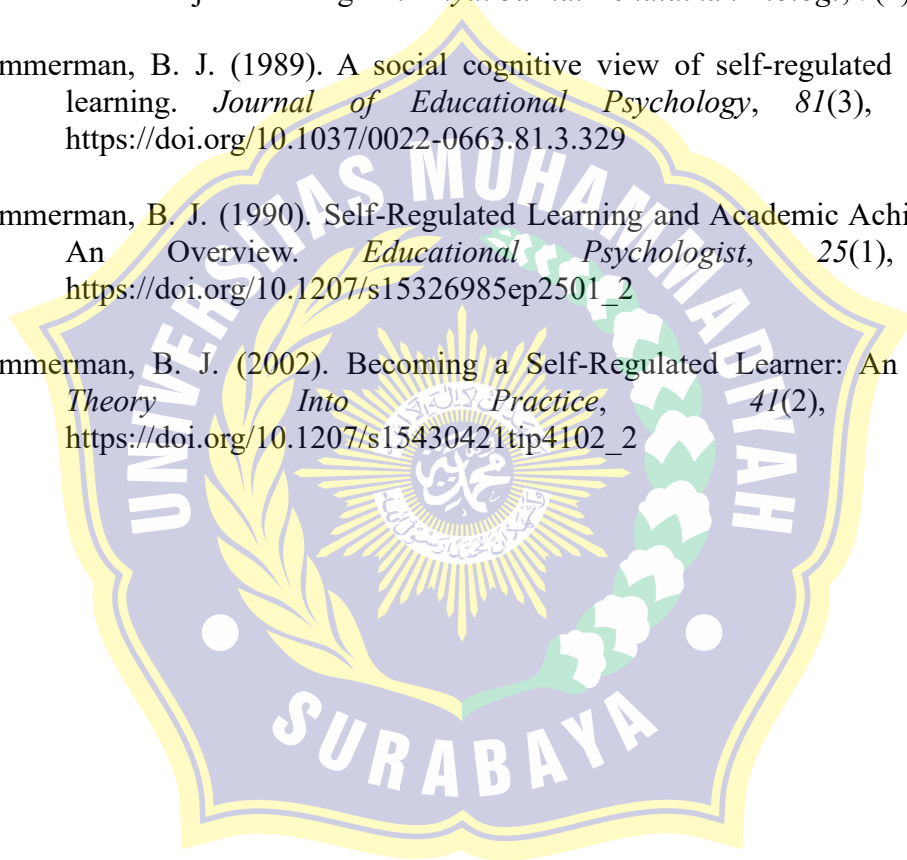 mmerman, B. J. (1989). A social cognitive view of self-regulated
learning. Journal of Educational Psychology, 81(3),
https://doi.org/10.1037/0022-0663.81.3.329
mmerman, B. J. (1990). Self-Regulated Learning and Academic Achi
An Overview. Educational Psychologist, 25(1),
https://doi.org/10.1207/s15326985ep2501_2
mmerman, B. J. (2002). Becoming a Self-Regulated Learner: An
Theory Into Practice, 41(2),
https://doi.org/10.1207/s15430421tip4102_2
UNIVERSITAS MUHAMMADIYAH
محمد
SURABAYA